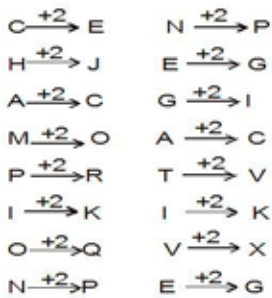 C +2 → E N +2 → P
H +2 → J E +2 → G
A +2 → C G +2 → I
M +2 → O A +2 → C
P +2 → R T +2 → V
I +2 → K I +2 → K
O +2 → Q V +2 → X
N +2 → P E +2 → G